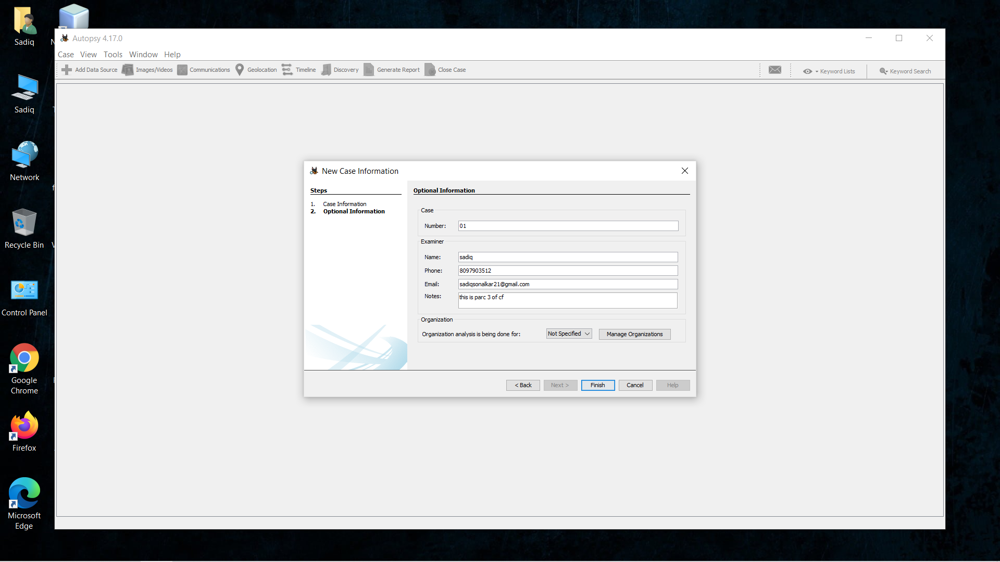 Sadiq
Sadiq
Network
Recycle Bin
Control Panel
Google
Chrome
Firefox
Microsoft
Edge
Autopsy 4.17.0
Case View Tools Window Help
Add Data Source Images/Videos Communications Geolocation Timeline Discovery Generate Report Close Case Keyword Lists Keyword Search
New Case Information
Steps
1. Case Information
2. Optional Information
Optional Information
Case
Number: 01
Examiner
Name: sadiq
Phone: 8097903512
Email: sadiqsonalkar21@gmail.com
Notes: this is parc 3 of cf
Organization
Organization analysis is being done for: Not Specified Manage Organizations
< Back Next > Finish Cancel Help